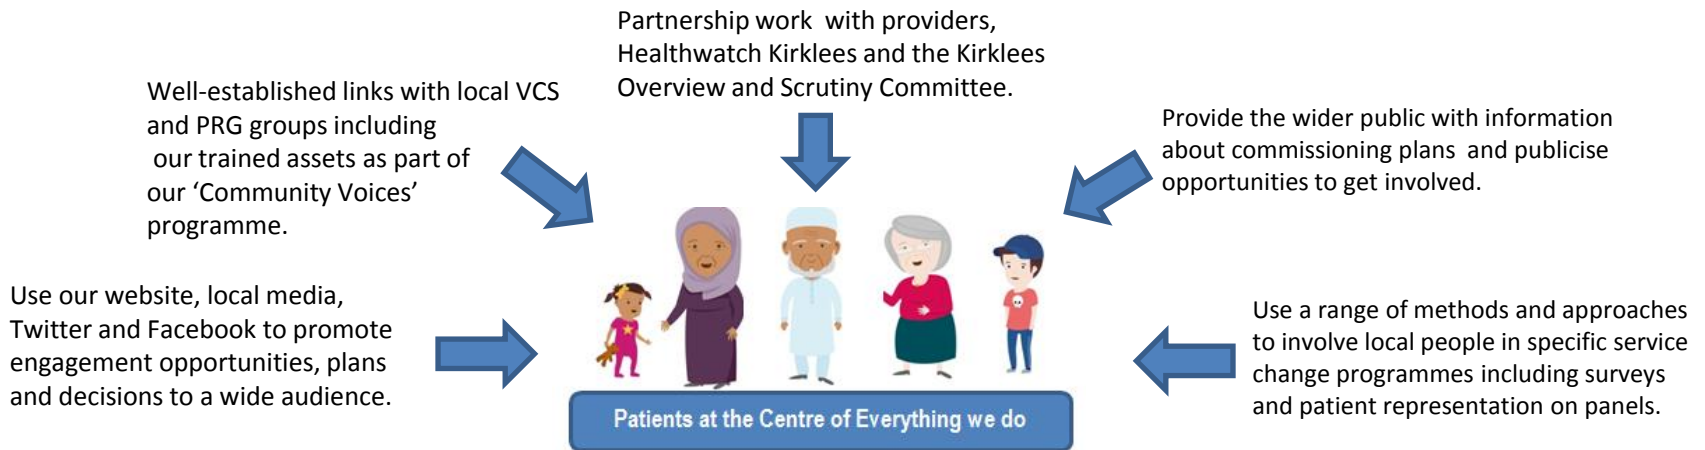 Partnership work with providers,
Healthwatch Kirklees and the Kirklees
Overview and Scrutiny Committee.
Well-established links with local VCS
and PRG groups including
our trained assets as part of
our ‘Community Voices’
programme.
Provide the wider public with information
about commissioning plans and publicise
opportunities to get involved.
Use our website, local media,
Twitter and Facebook to promote
engagement opportunities, plans
and decisions to a wide audience.
Use a range of methods and approaches
to involve local people in specific service
change programmes including surveys
and patient representation on panels.
Patients at the Centre of Everything we do